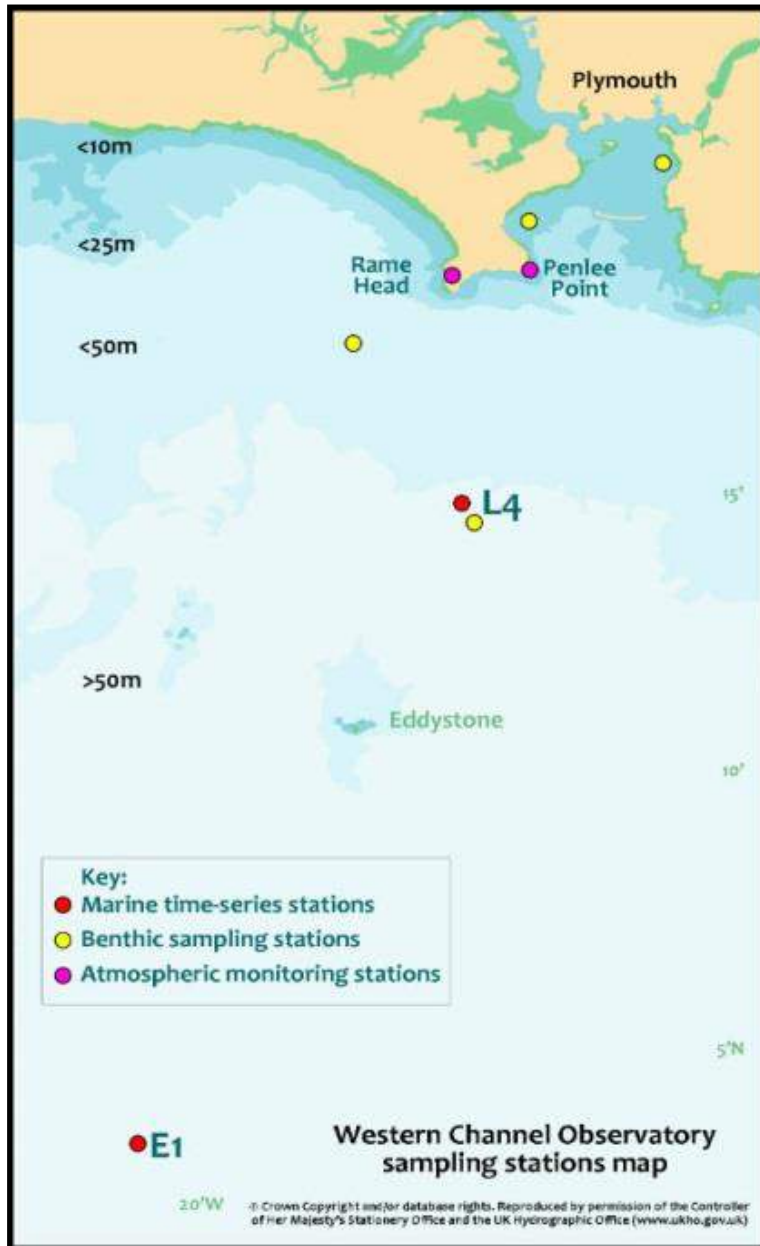 Plymouth
<10m
<25m
Rame
Head
Penlee
Point
<50m
L4
15'
>50m
Eddystone
10'
Key:
Marine time-series stations
Benthic sampling stations
Atmospheric monitoring stations
5'N
E1
Western Channel Observatory
sampling stations map
20'W
© Crown Copyright and/or database rights. Reproduced by permission of the Controller
of Her Majesty's Stationery Office and the UK Hydrographic Office (www.ukho.gov.uk)